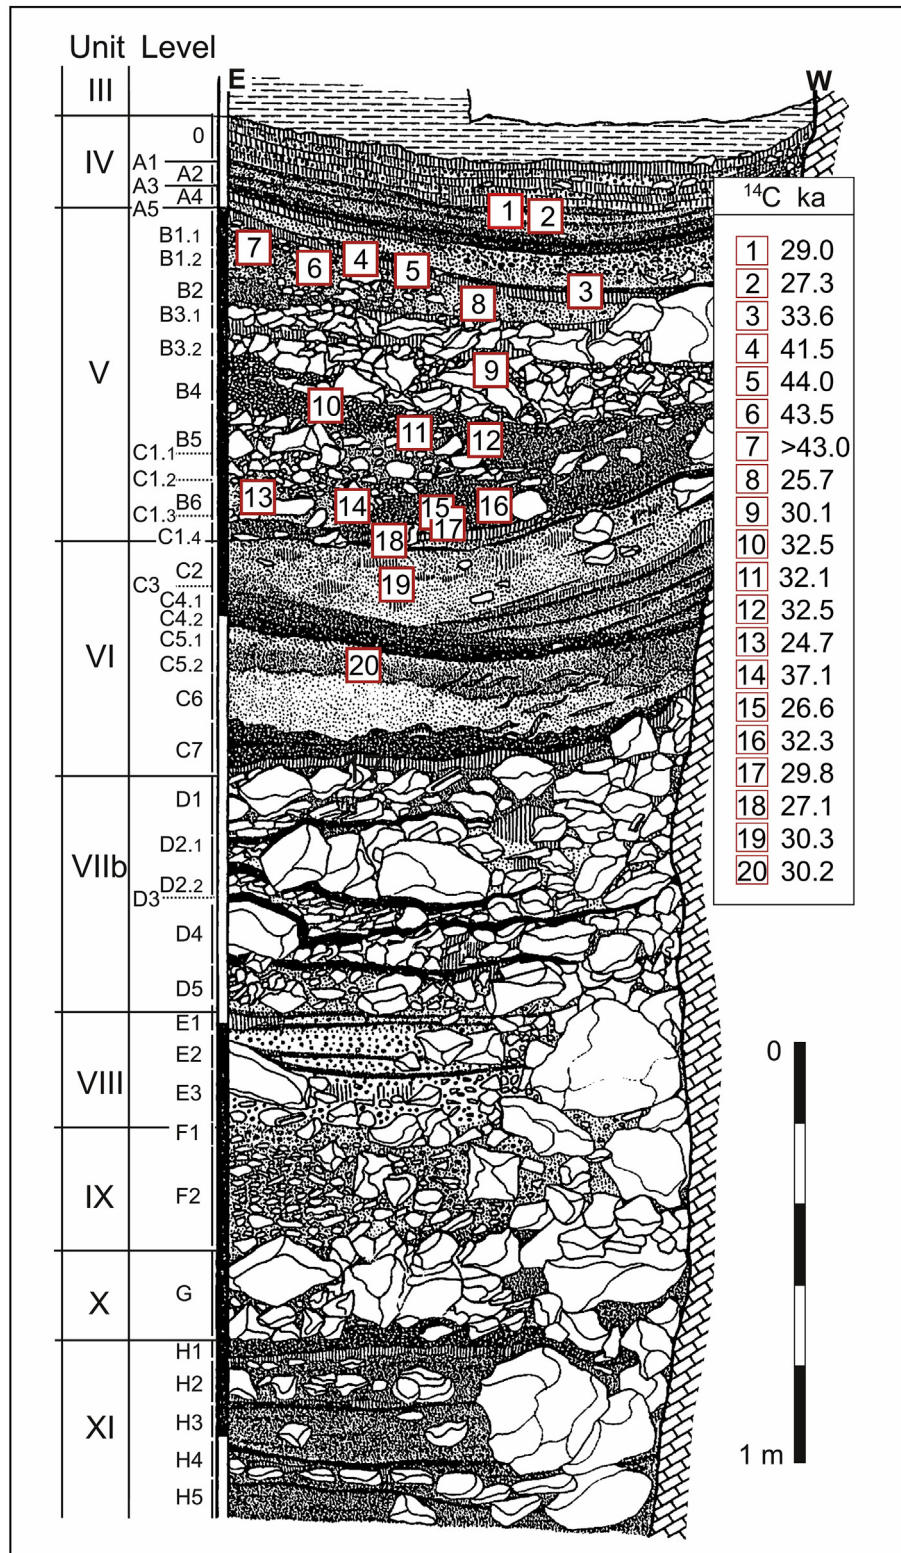 Unit Level
E W
III
0
IV
A1
A2
A3
A4
A5
B1.1
B1.2
B2
B3.1
B3.2
V
B4
B5
C1.1
C1.2
B6
C1.3
C1.4
C2
C3
C4.1
C4.2
C5.1
VI
C5.2
C6
C7
D1
D2.1
VIIb
D2.2
D3
D4
D5
E1
E2
VIII
E3
F1
IX
F2
X
G
H1
H2
XI
H3
H4
H5
1
2
7
6
4
5
3
8
9
10
11
12
13
14
15
16
17
18
19
20
¹⁴C ka
1 29.0
2 27.3
3 33.6
4 41.5
5 44.0
6 43.5
7 >43.0
8 25.7
9 30.1
10 32.5
11 32.1
12 32.5
13 24.7
14 37.1
15 26.6
16 32.3
17 29.8
18 27.1
19 30.3
20 30.2
0
1 m